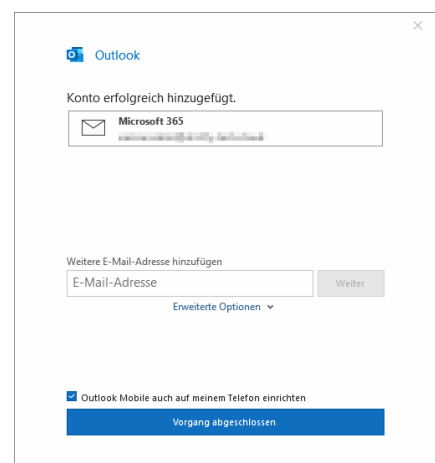 Outlook
Konto erfolgreich hinzugefügt.
Microsoft 365
Weitere E-Mail-Adresse hinzufügen
E-Mail-Adresse
Weiter
Erweiterte Optionen
Outlook Mobile auch auf meinem Telefon einrichten
Vorgang abgeschlossen